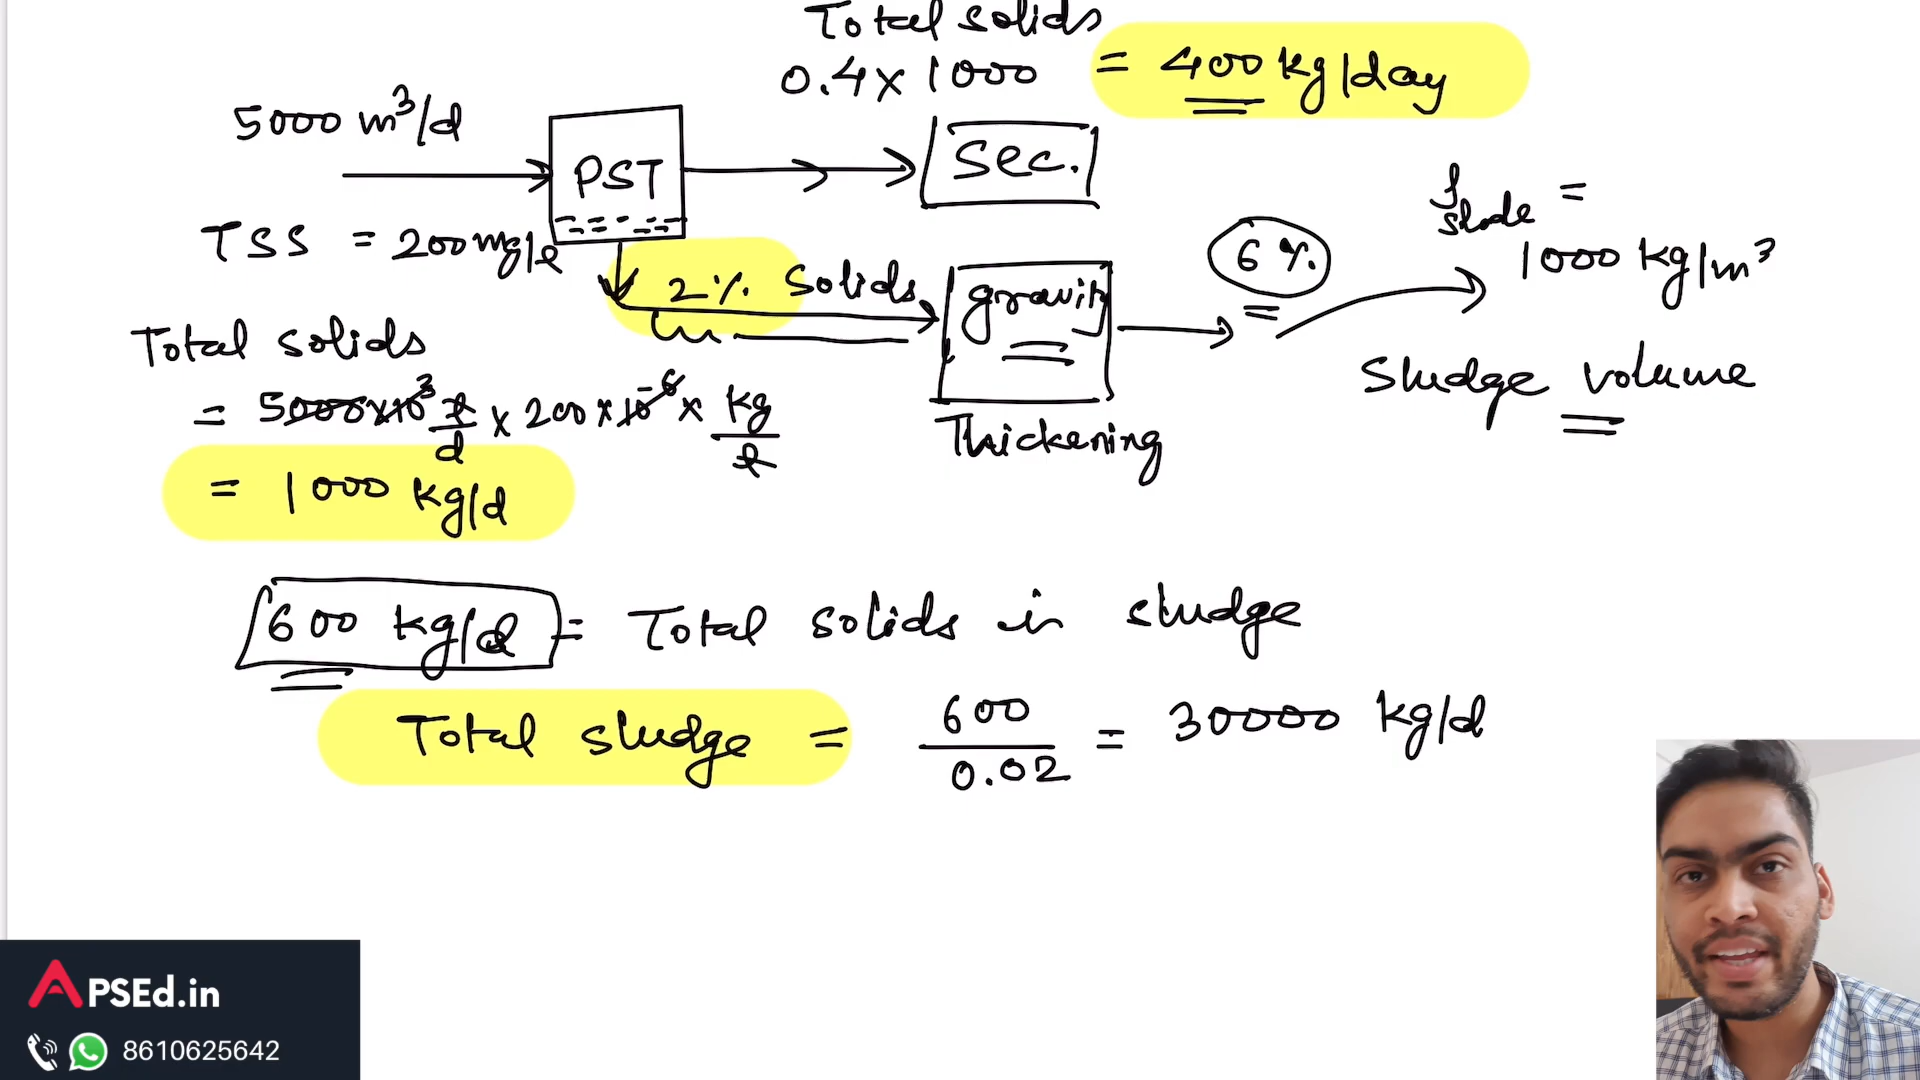 Total solids
0.4 x 1000 = 400 kg/day
5000 m³/d
PST
Sec.
TSS = 200 mg/l
2% Solids
gravity
Thickening
6%
=
1000 kg/m³
Sludge volume
Total solids
= 5000×10³ l/d × 200 × 10⁻⁶ × kg/l
= 1000 kg/d
600 kg/d = Total solids in sludge
Total sludge = 600/0.02 = 30000 kg/d
APSEd.in
8610625642